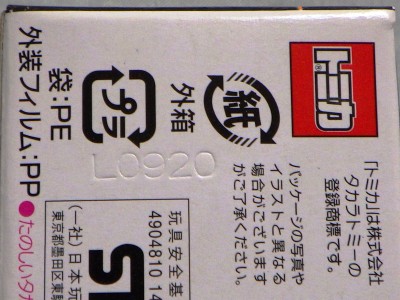 トミカ
「トミカ」は株式会社
タカラトミーの
登録商標です。
パッケージの写真や
イラストと異なる
場合がございます
がご了承ください。
紙
外箱
プラ
袋:PE
外装フィルム:PP
L0920
玩具安全基
4904810 14
ST
(一社)日本玩
東京都墨田区東駒
●たのしいタカ